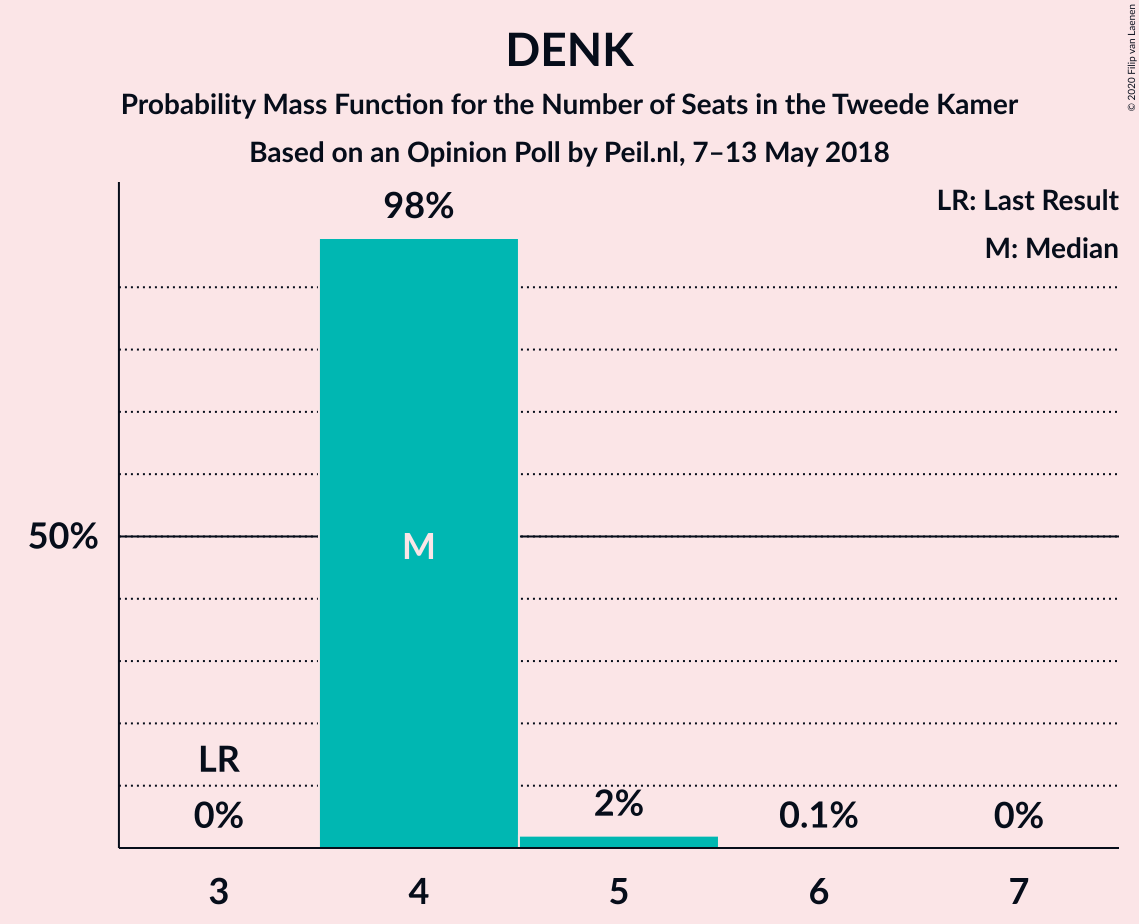 DENK
Probability Mass Function for the Number of Seats in the Tweede Kamer
Based on an Opinion Poll by Peil.nl, 7–13 May 2018
© 2020 Filip van Laenen
LR: Last Result
M: Median
98%
50%
M
LR
0%
2%
0.1%
0%
3 4 5 6 7